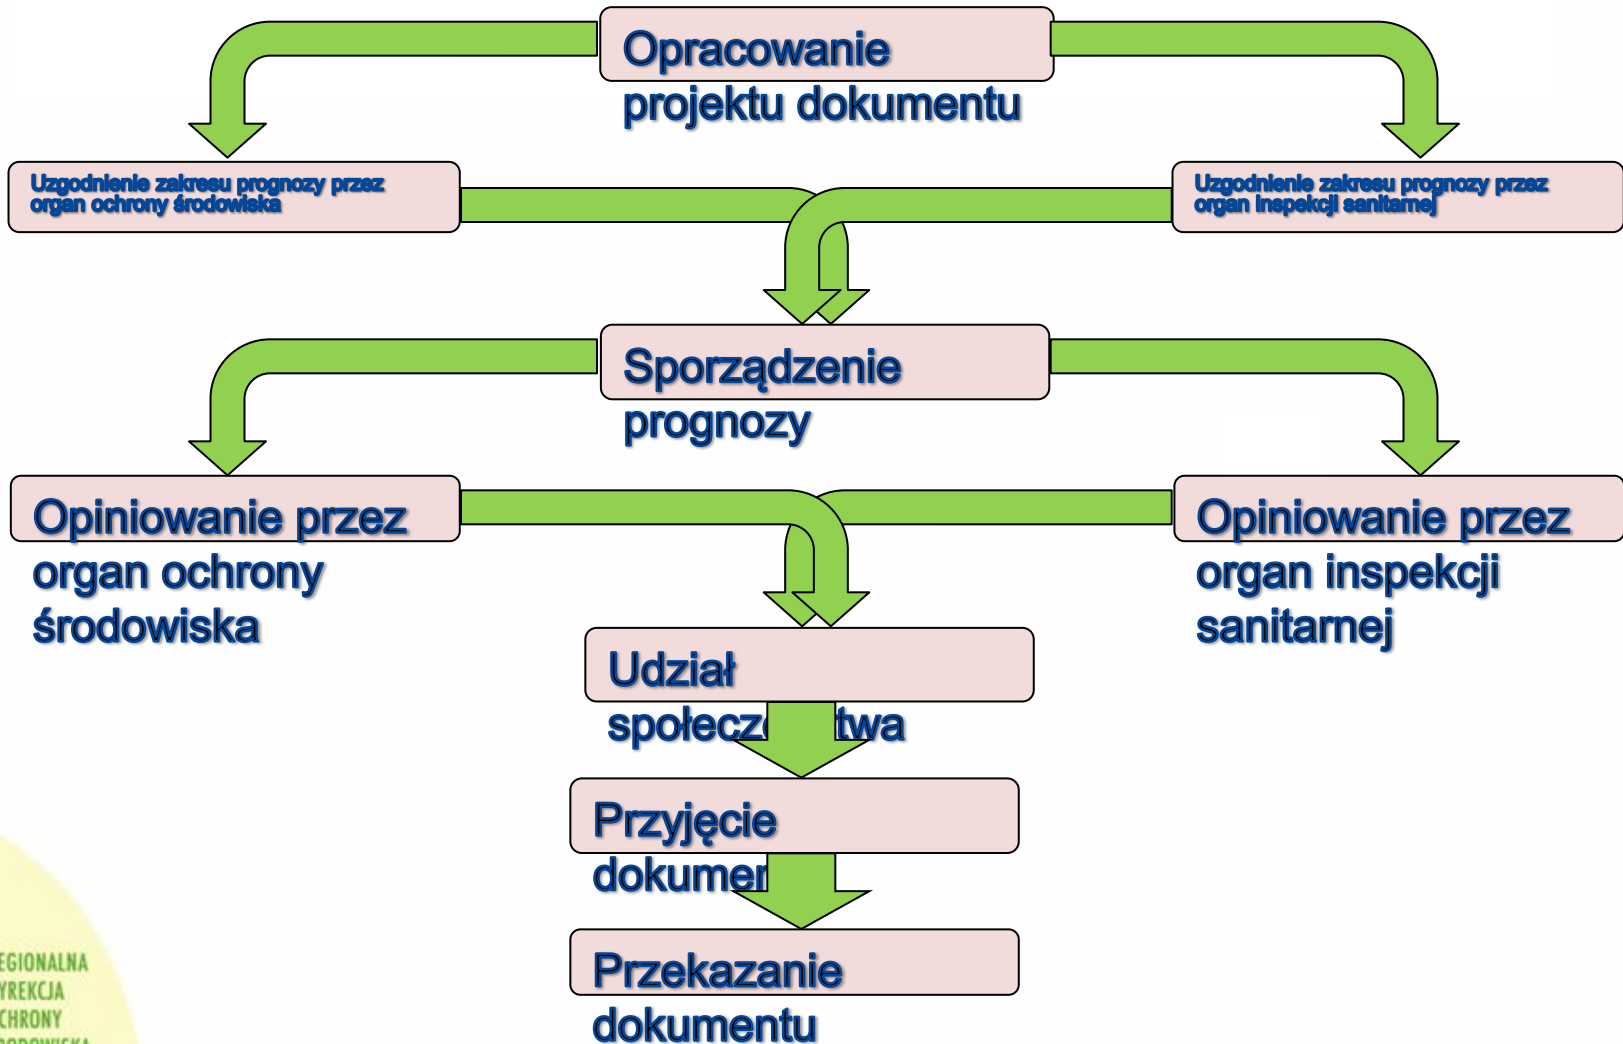 Opracowanie
projektu dokumentu
Uzgodnienie zakresu prognozy przez
organ ochrony środowiska
Uzgodnienie zakresu prognozy przez
organ inspekcji sanitarnej
Sporządzenie
prognozy
Opiniowanie przez
organ ochrony
środowiska
Opiniowanie przez
organ inspekcji
sanitarnej
Udział
Przyjęcie
Przekazanie
dokumentu
EGIONALNA
YREKCJA
CHRONY